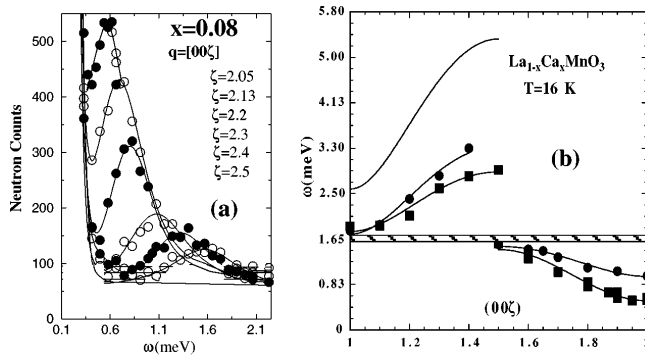 x=0.08
q=[00ζ]
ζ=2.05
ζ=2.13
ζ=2.2
ζ=2.3
ζ=2.4
ζ=2.5
(a)
Neutron Counts
500
400
300
200
100
0
0.1 0.6 1.1 1.6 2.1
ω(meV)
La1-xCaxMnO3
T=16 K
(b)
(00ζ)
ω(meV)
5.80
5.00
4.13
3.30
2.50
1.65
0.83
0
1 1.2 1.4 1.6 1.8 2